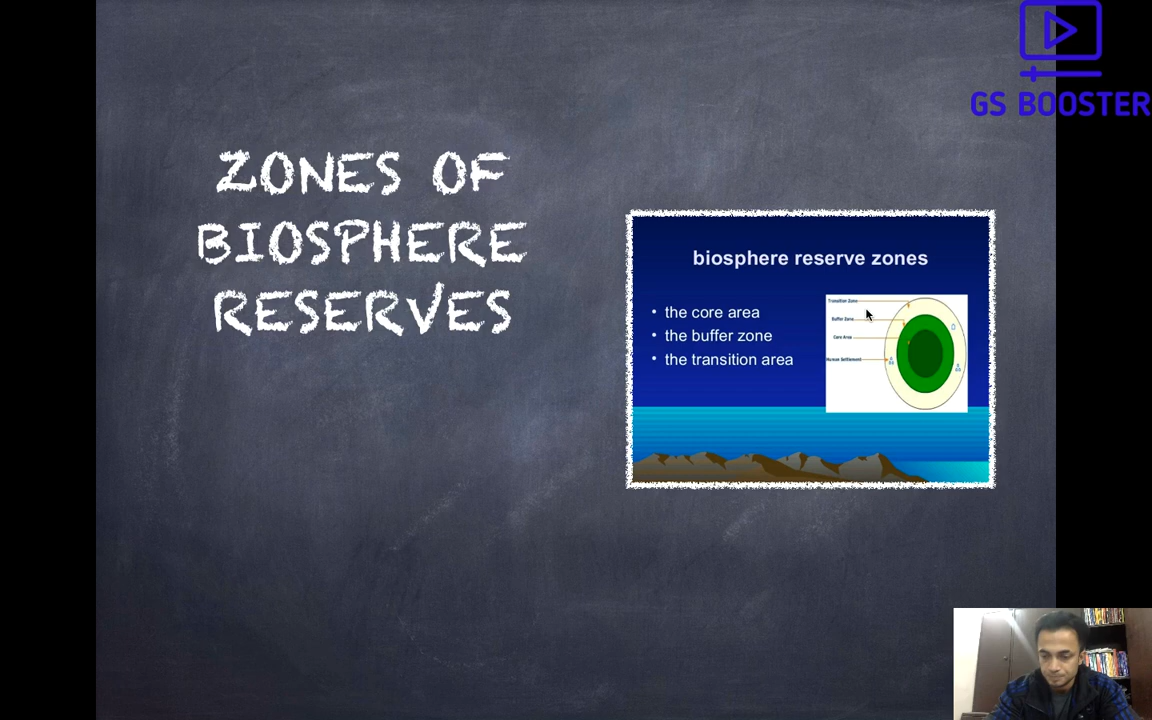 GS BOOSTER
ZONES OF
BIOSPHERE
RESERVES
biosphere reserve zones
• the core area
• the buffer zone
• the transition area
Transition Zone
Buffer Zone
Core Area
Human Settlement